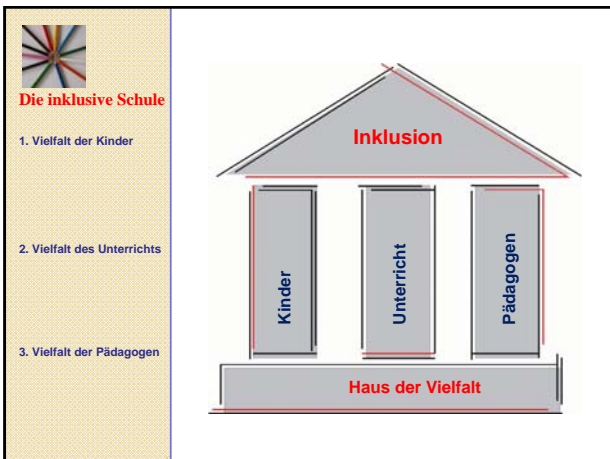 Die inklusive Schule
1. Vielfalt der Kinder
2. Vielfalt des Unterrichts
3. Vielfalt der Pädagogen
Inklusion
Kinder
Unterricht
Pädagogen
Haus der Vielfalt